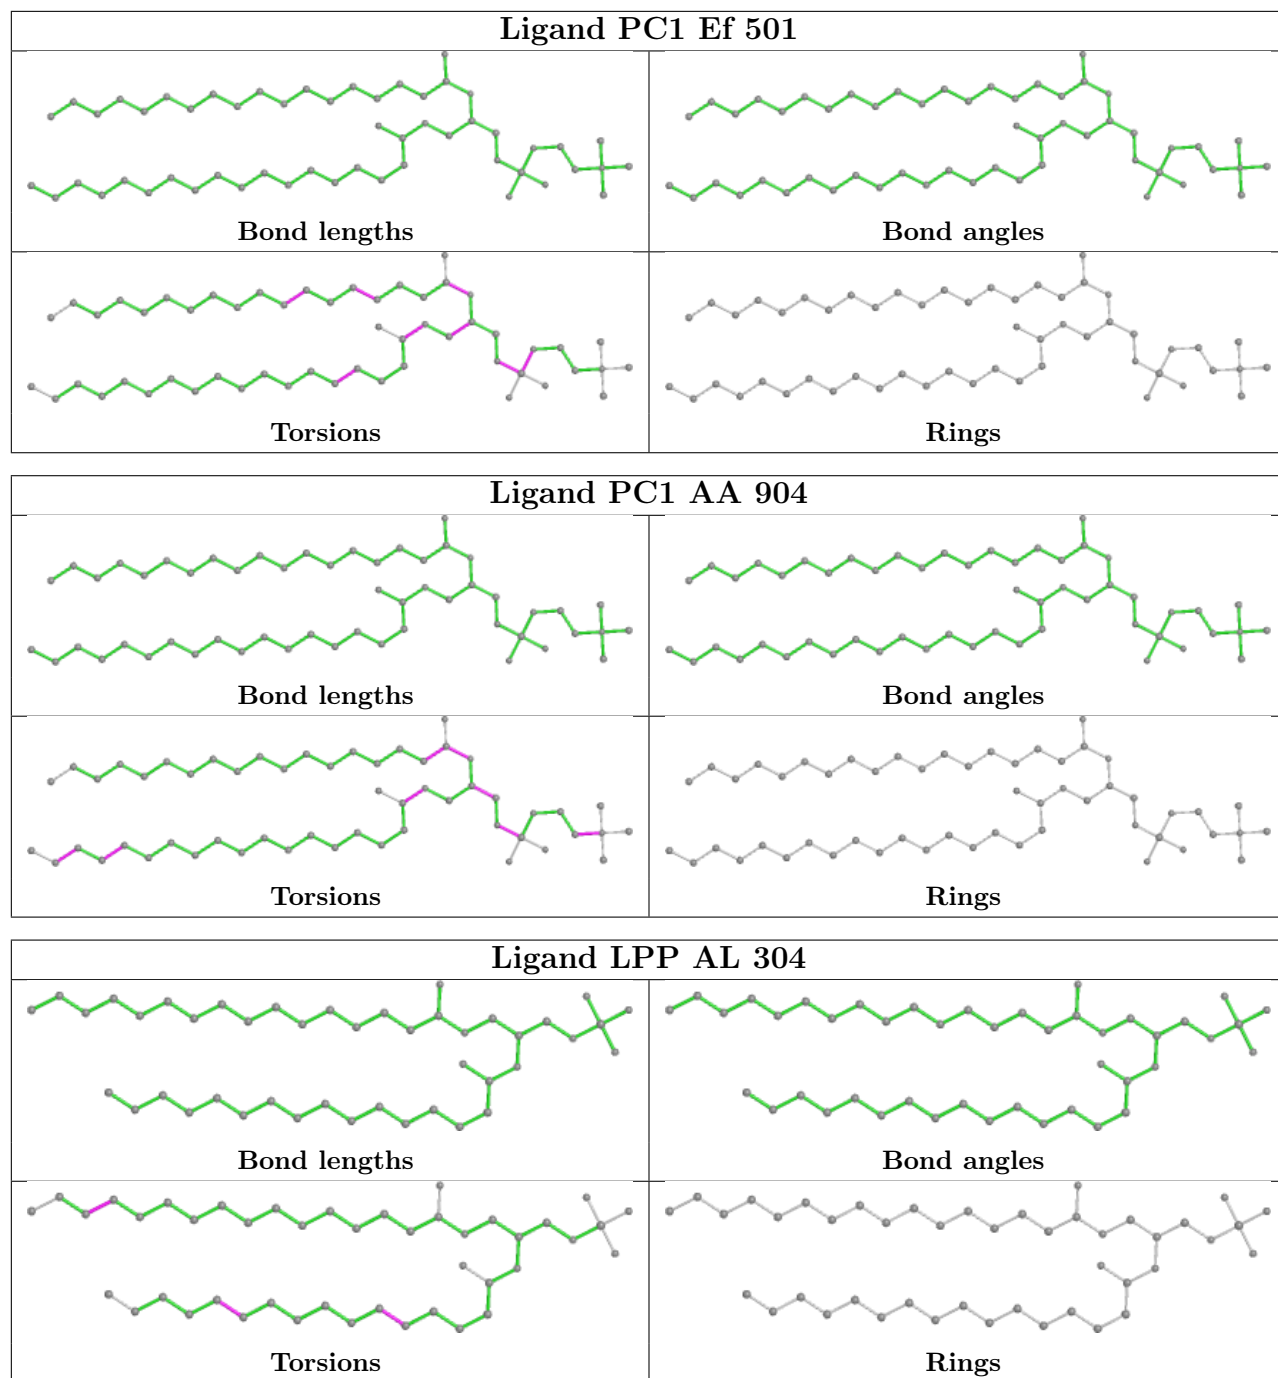 Ligand PC1 Ef 501
Bond lengths
Bond angles
Torsions
Rings
Ligand PC1 AA 904
Bond lengths
Bond angles
Torsions
Rings
Ligand LPP AL 304
Bond lengths
Bond angles
Torsions
Rings